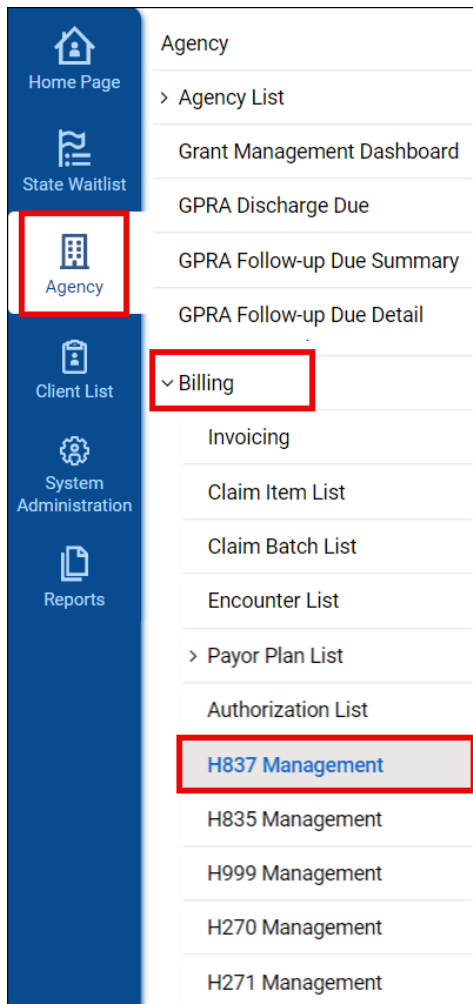 Home Page
State Waitlist
Agency
Client List
System
Administration
Reports
Agency
Agency List
Grant Management Dashboard
GPRA Discharge Due
GPRA Follow-up Due Summary
GPRA Follow-up Due Detail
Billing
Invoicing
Claim Item List
Claim Batch List
Encounter List
Payor Plan List
Authorization List
H837 Management
H835 Management
H999 Management
H270 Management
H271 Management